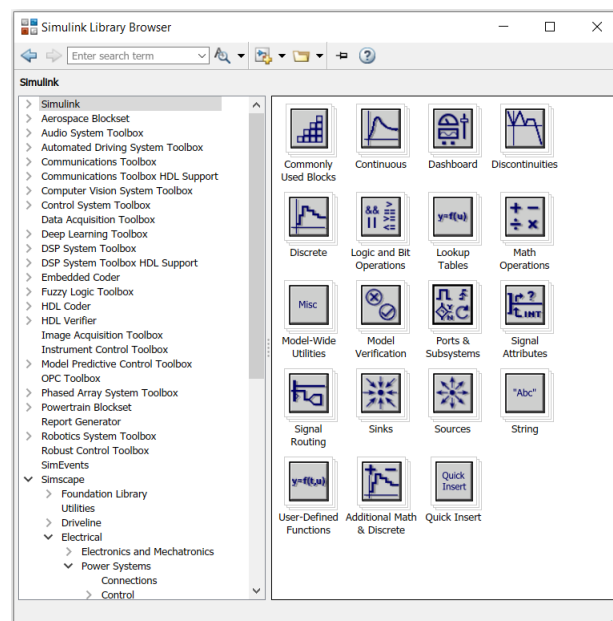 Simulink Library Browser
Enter search term
Simulink
Simulink
Aerospace Blockset
Audio System Toolbox
Automated Driving System Toolbox
Communications Toolbox
Communications Toolbox HDL Support
Computer Vision System Toolbox
Control System Toolbox
Data Acquisition Toolbox
Deep Learning Toolbox
DSP System Toolbox
DSP System Toolbox HDL Support
Embedded Coder
Fuzzy Logic Toolbox
HDL Coder
HDL Verifier
Image Acquisition Toolbox
Instrument Control Toolbox
Model Predictive Control Toolbox
OPC Toolbox
Phased Array System Toolbox
Powertrain Blockset
Report Generator
Robotics System Toolbox
Robust Control Toolbox
SimEvents
Simscape
Foundation Library
Utilities
Driveline
Electrical
Electronics and Mechatronics
Power Systems
Connections
Control
Commonly
Used Blocks
Continuous
Dashboard
Discontinuities
Discrete
&& >
|| ==
<=
Logic and Bit
Operations
y=f(u)
Lookup
Tables
+ −
÷ ×
Math
Operations
Misc
Model-Wide
Utilities
Model
Verification
Y
N
Ports &
Subsystems
?
INT
Signal
Attributes
Signal
Routing
Sinks
Sources
"Abc"
String
y=f(t,u)
User-Defined
Functions
Additional Math
& Discrete
Quick
Insert
Quick Insert